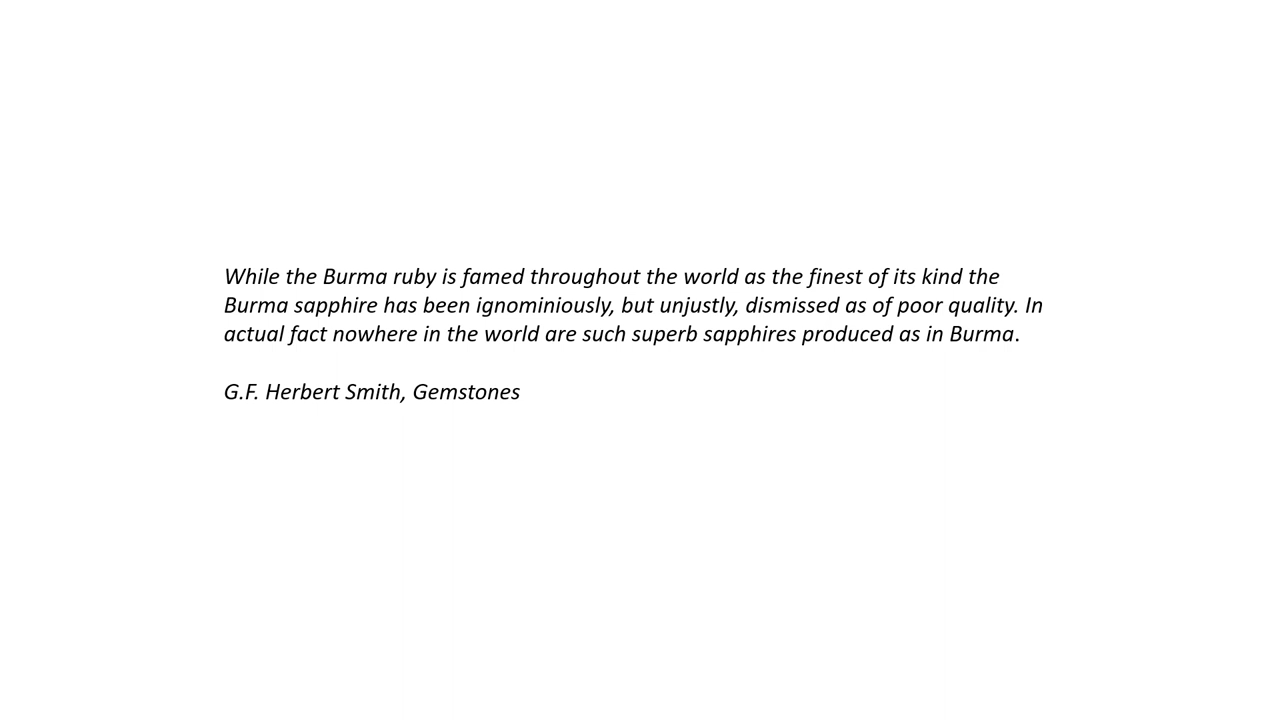 While the Burma ruby is famed throughout the world as the finest of its kind the
Burma sapphire has been ignominiously, but unjustly, dismissed as of poor quality. In
actual fact nowhere in the world are such superb sapphires produced as in Burma.
G.F. Herbert Smith, Gemstones